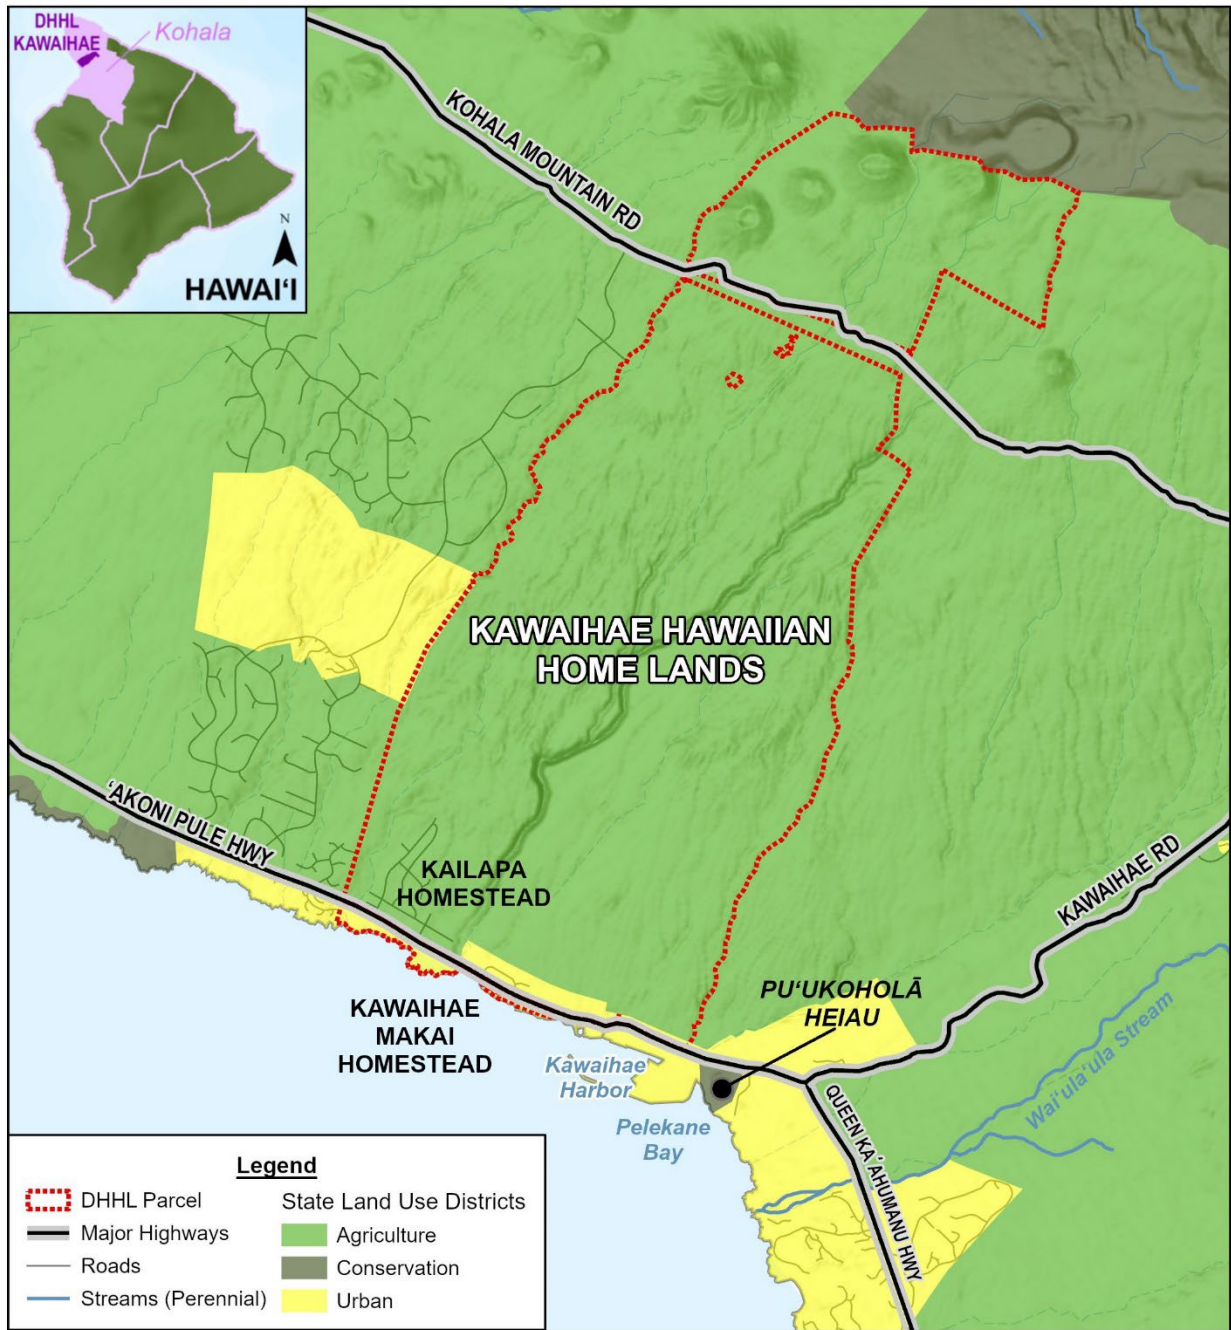 DHHL
KAWAIHAE
Kohala
N
HAWAIʻI
KOHALA MOUNTAIN RD
KAWAIHAE HAWAIIAN
HOME LANDS
ʻAKONI PULE HWY
KAILAPA
HOMESTEAD
KAWAIHAE RD
KAWAIHAE
MAKAI
HOMESTEAD
PUʻUKOHOLĀ
HEIAU
Kawaihae
Harbor
Pelekane
Bay
Waiʻulaʻula Stream
QUEEN KAʻAHUMANU HWY
Legend
DHHL Parcel
Major Highways
Roads
Streams (Perennial)
State Land Use Districts
Agriculture
Conservation
Urban